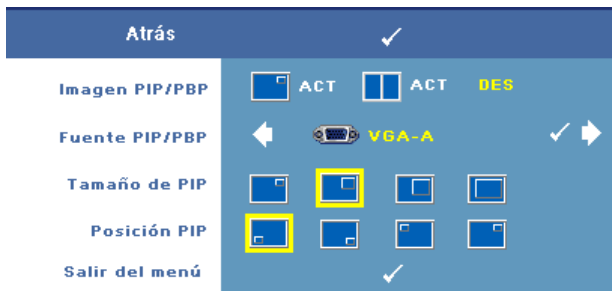 Atrás
Imagen PIP/PBP ACT ACT DES
Fuente PIP/PBP VGA-A
Tamaño de PIP
Posición PIP
Salir del menú